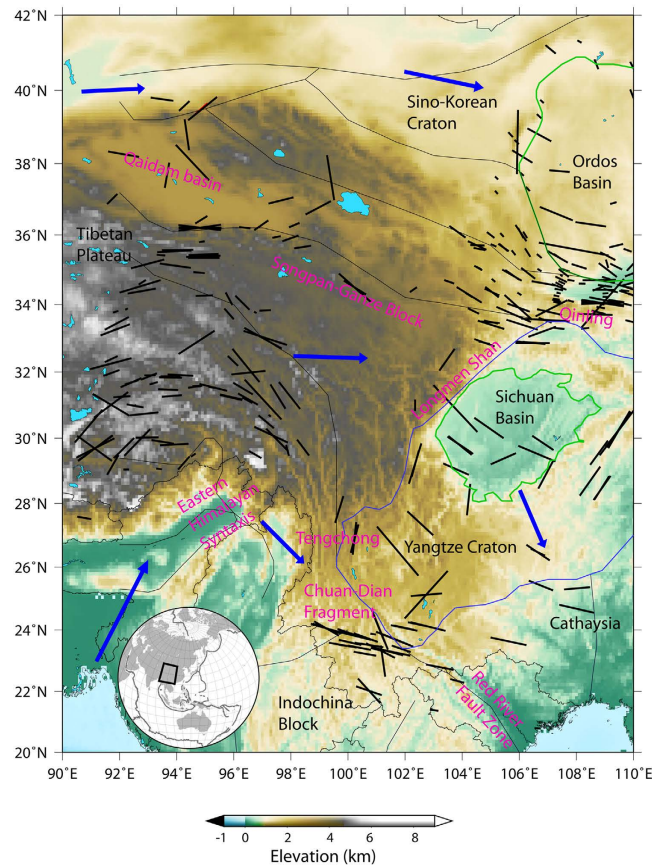 42˚N
40˚N
38˚N
36˚N
34˚N
32˚N
30˚N
28˚N
26˚N
24˚N
22˚N
20˚N
Sino-Korean
Craton
Ordos
Basin
Qaidam basin
Tibetan
Plateau
Songpan-Ganze Block
Qinling
Longmen Shan
Sichuan
Basin
Eastern
Himalayan
Syntaxis
Tengchong
Yangtze Craton
Chuan-Dian
Fragment
Cathaysia
Indochina
Block
Red River
Fault Zone
90˚E 92˚E 94˚E 96˚E 98˚E 100˚E 102˚E 104˚E 106˚E 108˚E 110˚E
-1 0 2 4 6 8
Elevation (km)